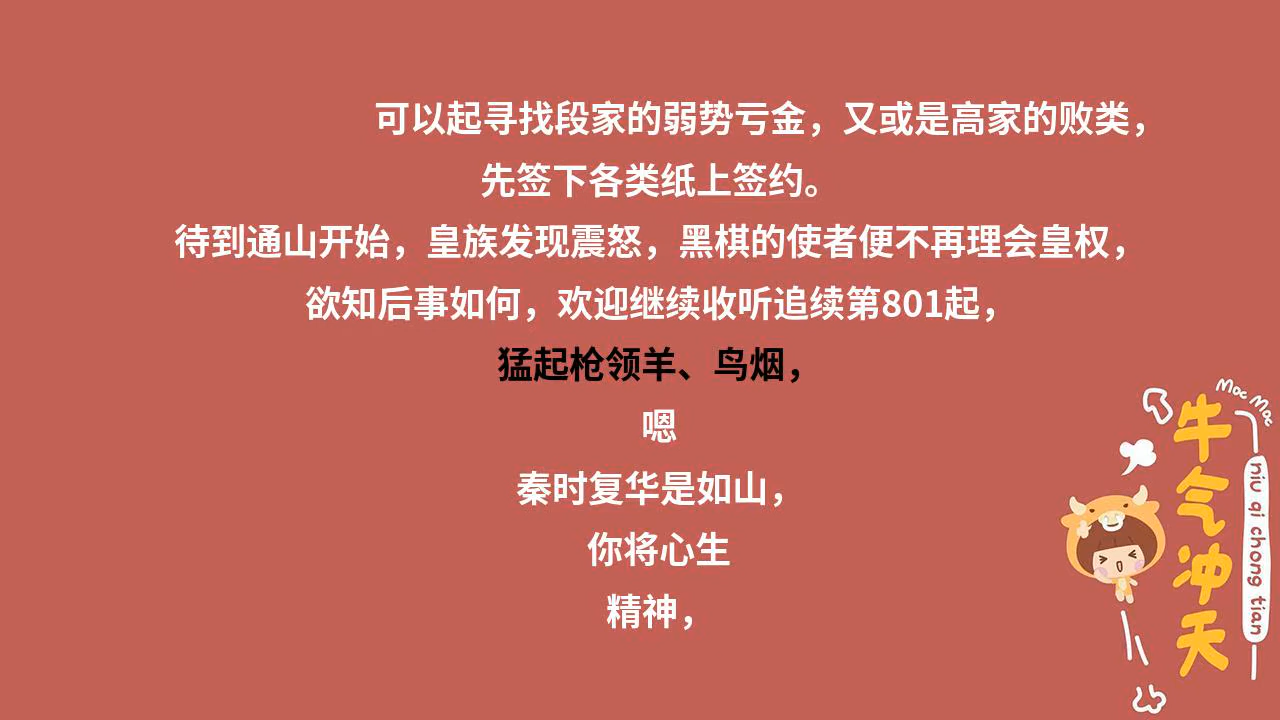 可以起寻找段家的弱势亏金，又或是高家的败类，
先签下各类纸上签约。
待到通山开始，皇族发现震怒，黑棋的使者便不再理会皇权，
欲知后事如何，欢迎继续收听追续第801起，
猛起枪领羊、鸟烟，
嗯
秦时复华是如山，
你将心生
精神，
Moc Moc
牛气冲天
niu qi chong tian